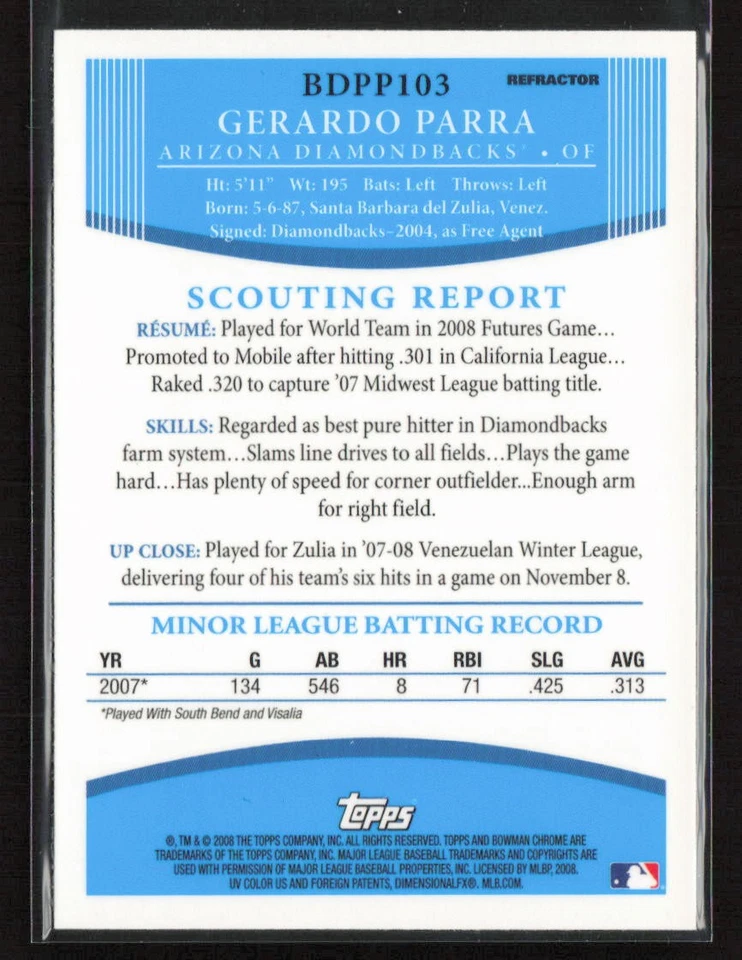 BDPP103 REFRACTOR
GERARDO PARRA
ARIZONA DIAMONDBACKS • OF
Ht: 5'11" Wt: 195 Bats: Left Throws: Left
Born: 5-6-87, Santa Barbara del Zulia, Venez.
Signed: Diamondbacks–2004, as Free Agent
SCOUTING REPORT
RÉSUMÉ: Played for World Team in 2008 Futures Game…
Promoted to Mobile after hitting .301 in California League…
Raked .320 to capture '07 Midwest League batting title.
SKILLS: Regarded as best pure hitter in Diamondbacks
farm system…Slams line drives to all fields…Plays the game
hard…Has plenty of speed for corner outfielder...Enough arm
for right field.
UP CLOSE: Played for Zulia in '07-08 Venezuelan Winter League,
delivering four of his team's six hits in a game on November 8.
MINOR LEAGUE BATTING RECORD
YR G AB HR RBI SLG AVG
2007* 134 546 8 71 .425 .313
*Played With South Bend and Visalia
topps
®, TM & © 2008 THE TOPPS COMPANY, INC. ALL RIGHTS RESERVED. TOPPS AND BOWMAN CHROME ARE
TRADEMARKS OF THE TOPPS COMPANY, INC. MAJOR LEAGUE BASEBALL TRADEMARKS AND COPYRIGHTS ARE
USED WITH PERMISSION OF MAJOR LEAGUE BASEBALL PROPERTIES, INC. LICENSED BY MLBP, 2008.
UV COLOR US AND FOREIGN PATENTS, DIMENSIONALFX®. MLB.COM.